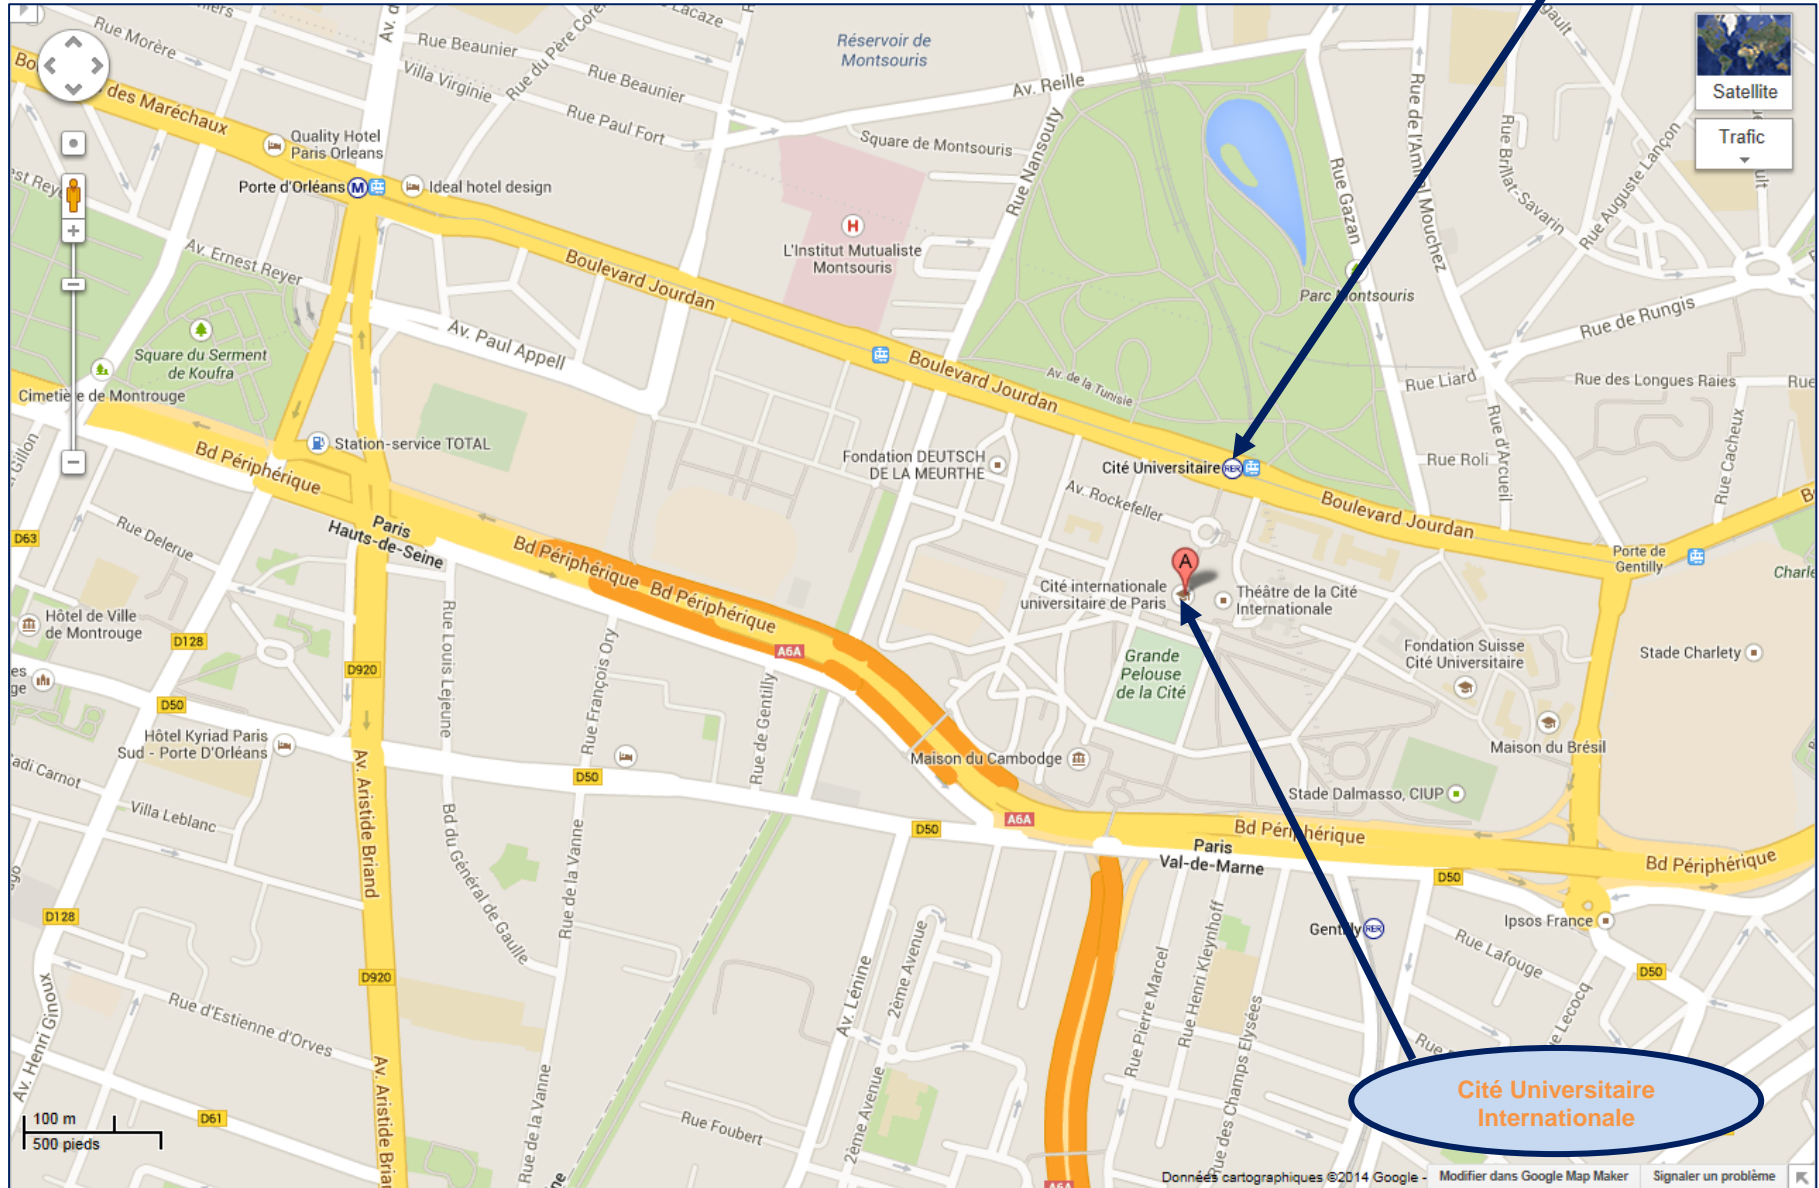 Rue Morère
Rue Beaunier
Villa Virginie
Rue du Père Coren
Rue Beaunier
Rue Paul Fort
Lacaze
Réservoir de
Montsouris
Av. Reille
Square de Montsouris
Rue Nansouty
Rue Gazan
Rue de l'Amiral Mouchez
Rue Brillat-Savarin
Rue Auguste Lançon
Satellite
Trafic
des Maréchaux
Quality Hotel
Paris Orleans
Porte d'Orléans
M
Ideal hotel design
H
L'Institut Mutualiste
Montsouris
Parc Montsouris
Rue de Rungis
Av. Ernest Reyer
Boulevard Jourdan
Av. Paul Appell
Square du Serment
de Koufra
Cimetière de Montrouge
Boulevard Jourdan
Av. de la Tunisie
Rue Liard
Rue des Longues Raies
Rue
Rue d'Arcueil
Rue Cacheux
Rue Roli
Station-service TOTAL
Bd Périphérique
Fondation DEUTSCH
DE LA MEURTHE
Cité Universitaire
RER
Av. Rockefeller
Boulevard Jourdan
Porte de
Gentilly
D63
Rue Delerue
Paris
Hauts-de-Seine
Bd Périphérique
Bd Périphérique
A
Cité internationale
universitaire de Paris
Théâtre de la Cité
Internationale
Fondation Suisse
Cité Universitaire
Stade Charlety
Hôtel de Ville
de Montrouge
D128
D920
A6A
Rue Louis Lejeune
Rue François Ory
Rue de Gentilly
Grande
Pelouse
de la Cité
D50
Hôtel Kyriad Paris
Sud - Porte D'Orléans
Maison du Cambodge
Maison du Brésil
Stade Dalmasso, CIUP
adi Carnot
Villa Leblanc
Av. Aristide Briand
Bd du Général de Gaulle
D50
Rue de la Vanne
D50
A6A
Bd Périphérique
Paris
Val-de-Marne
Bd Périphérique
D50
D128
Ipsos France
Gentilly
RER
Rue Lafouge
D50
D920
Av. Henri Ginoux
Rue d'Estienne d'Orves
Av. Lénine
2ème Avenue
Rue Pierre Marcel
Rue Henri Kleynhoff
Rue des Champs Elysées
Lecocq
Av. Aristide Briand
Rue de la Vanne
Rue Foubert
2ème Avenue
D61
A6A
Cité Universitaire
Internationale
100 m
500 pieds
Données cartographiques ©2014 Google -
Modifier dans Google Map Maker
Signaler un problème